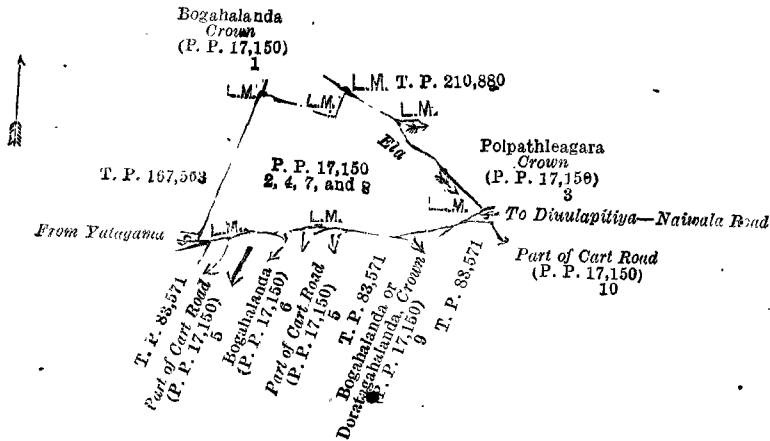 Bogahalanda
Crown
(P. P. 17,150)
1
L.M.
L.M.
L.M. T. P. 210,880
L.M.
Ela
T. P. 167,563
P. P. 17,150
2, 4, 7, and 8
Polpathleagara
Crown
(P. P. 17,150)
3
L.M.
To Diuulapitiya—Naiwala Road
From Yatagama
L.M.
L.M.
Part of Cart Road
(P. P. 17,150)
10
T. P. 83,571
Part of Cart Road
(P. P. 17,150)
5
Bogahalanda
(P. P. 17,150)
6
Part of Cart Road
(P. P. 17,150)
5
T. P. 83,571
Bogahalanda or
Doratagahalanda, Crown
P. P. 17,150)
9
T. P. 83,571